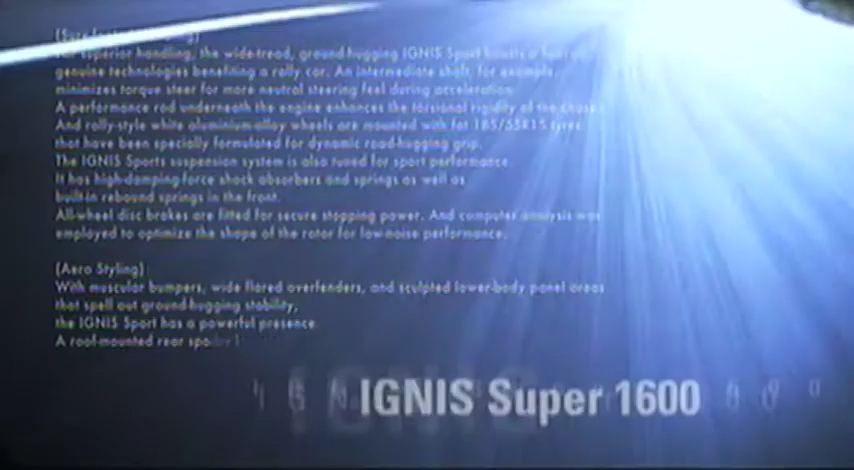 For superior handling, the wide-tread, ground-hugging IGNIS Sport boasts a
genuine technologies benefiting a rally car. An intermediate shaft, for example,
minimizes torque steer for more neutral steering feel during acceleration.
A performance rod underneath the engine enhances the torsional rigidity of the
And rally-style white aluminium-alloy wheels are mounted with fat 185/55R15 tyres
that have been specially formulated for dynamic road-hugging grip.
The IGNIS Sports suspension system is also tuned for sport performance
It has high-damping-force shock absorbers and springs as well as
built-in rebound springs in the front.
All-wheel disc brakes are fitted for secure stopping power. And computer analysis was
employed to optimize the shape of the rotor for low-noise performance.
(Aero Styling)
With muscular bumpers, wide flared overfenders, and sculpted lower-body panel areas
that spell out ground-hugging stability,
the IGNIS Sport has a powerful presence
A roof-mounted rear
IGNIS Super 1600